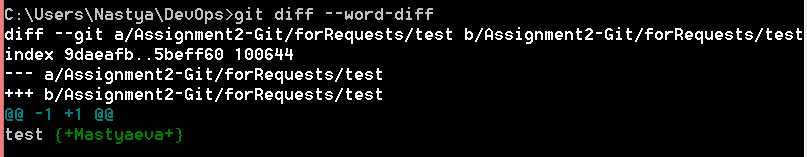 C:\Users\Nastya\DevOps>git diff --word-diff
diff --git a/Assignment2-Git/forRequests/test b/Assignment2-Git/forRequests/test
index 9daeafb..5beff60 100644
--- a/Assignment2-Git/forRequests/test
+++ b/Assignment2-Git/forRequests/test
@@ -1 +1 @@
test {+Mastyaeva+}